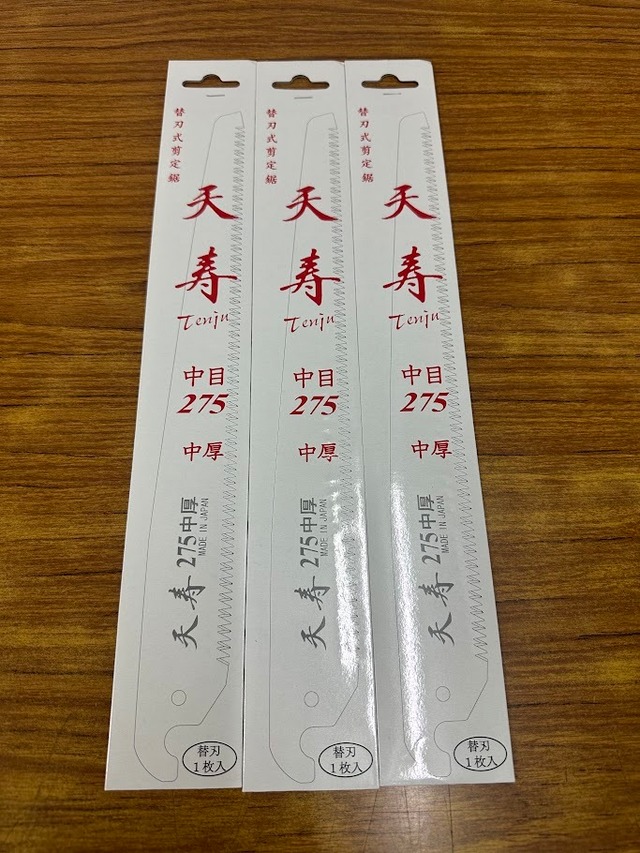 替刃式剪定鋸
天寿
Tenju
中目
275
中厚
天寿 275中厚
MADE IN JAPAN
替刃
1枚入
替刃式剪定鋸
天寿
Tenju
中目
275
中厚
天寿 275中厚
MADE IN JAPAN
替刃
1枚入
替刃式剪定鋸
天寿
Tenju
中目
275
中厚
天寿 275中厚
MADE IN JAPAN
替刃
1枚入